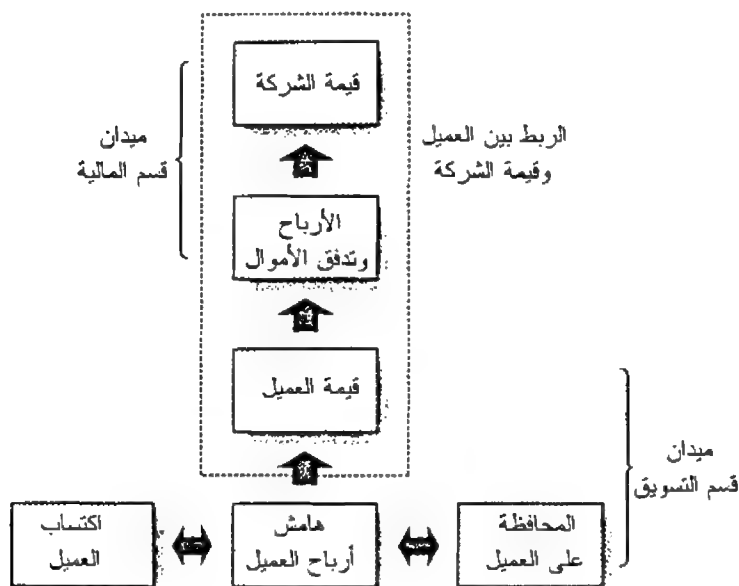 قيمة الشركة
ميدان
قسم المالية
الربط بين العميل
وقيمة الشركة
الأرباح
وتدفق الأموال
قيمة العميل
ميدان
قسم التسويق
المحافظة
على العميل
هامش
أرباح العميل
اكتساب
العميل